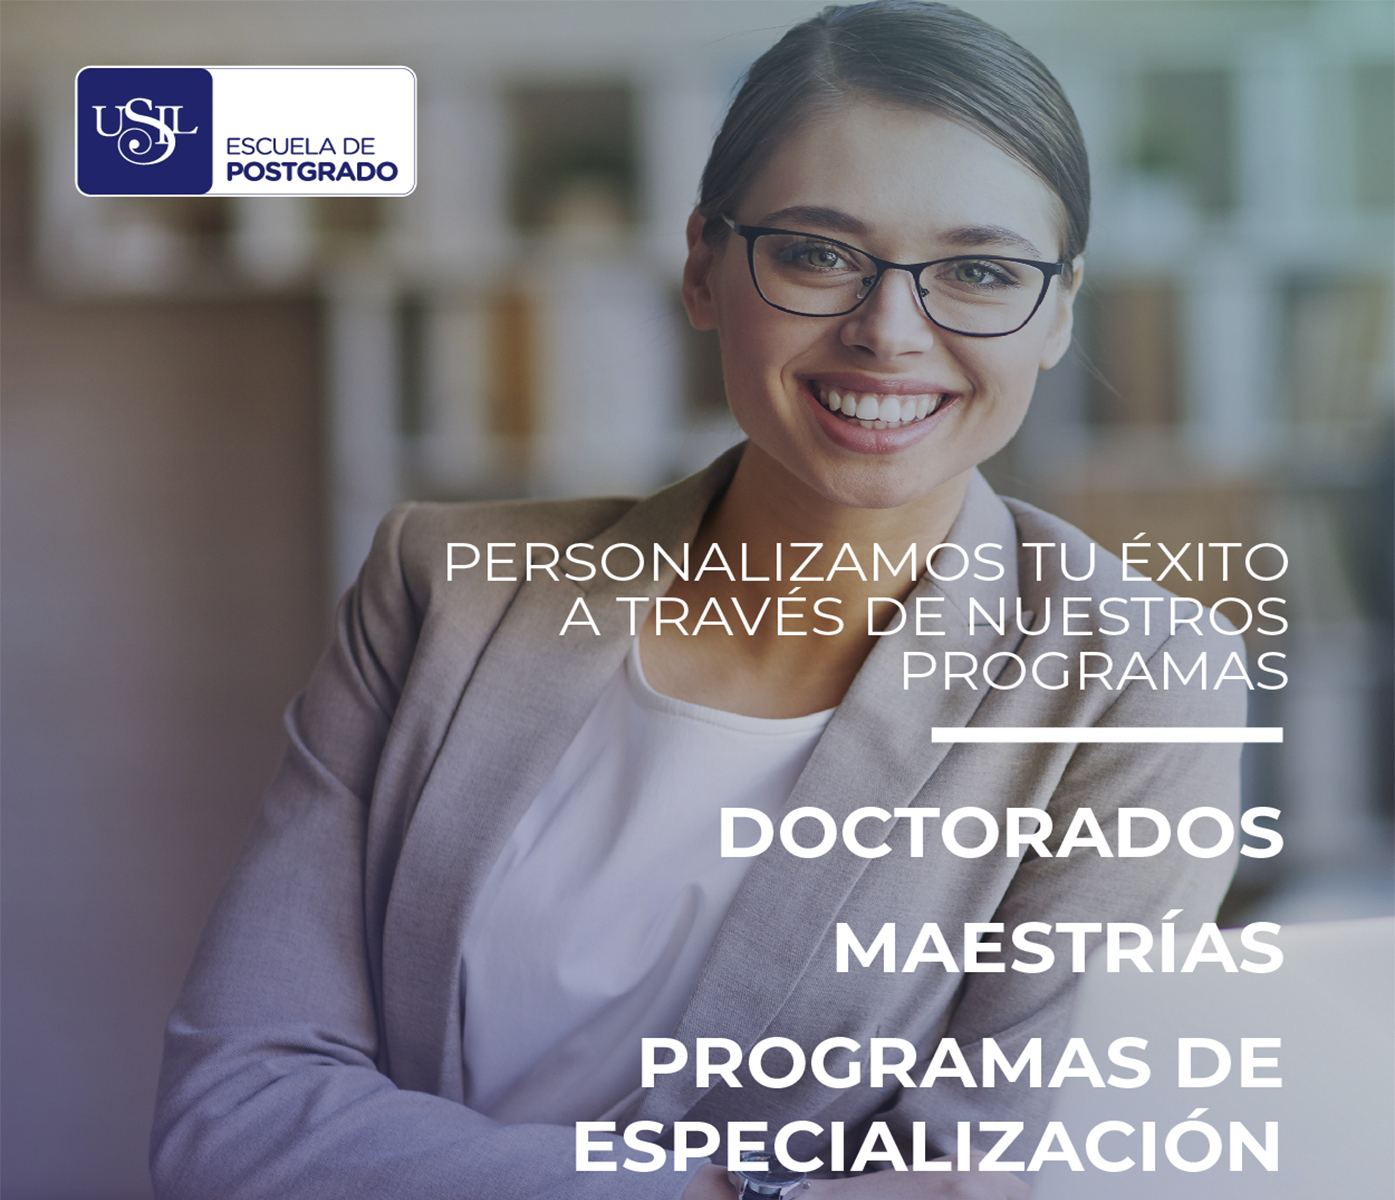 USIL
ESCUELA DE
POSTGRADO
PERSONALIZAMOS TU ÉXITO
A TRAVÉS DE NUESTROS
PROGRAMAS
DOCTORADOS
MAESTRÍAS
PROGRAMAS DE
ESPECIALIZACIÓN